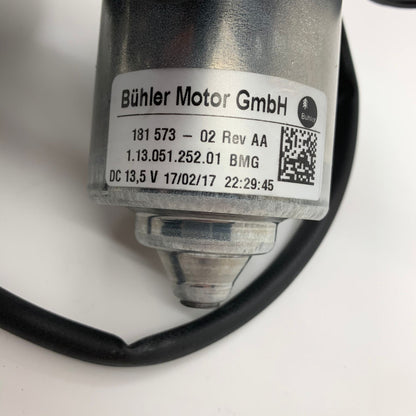 Bühler Motor GmbH
Bühler
181 573 - 02 Rev AA
1.13.051.252.01 BMG
DC 13,5 V 17/02/17 22:29:45